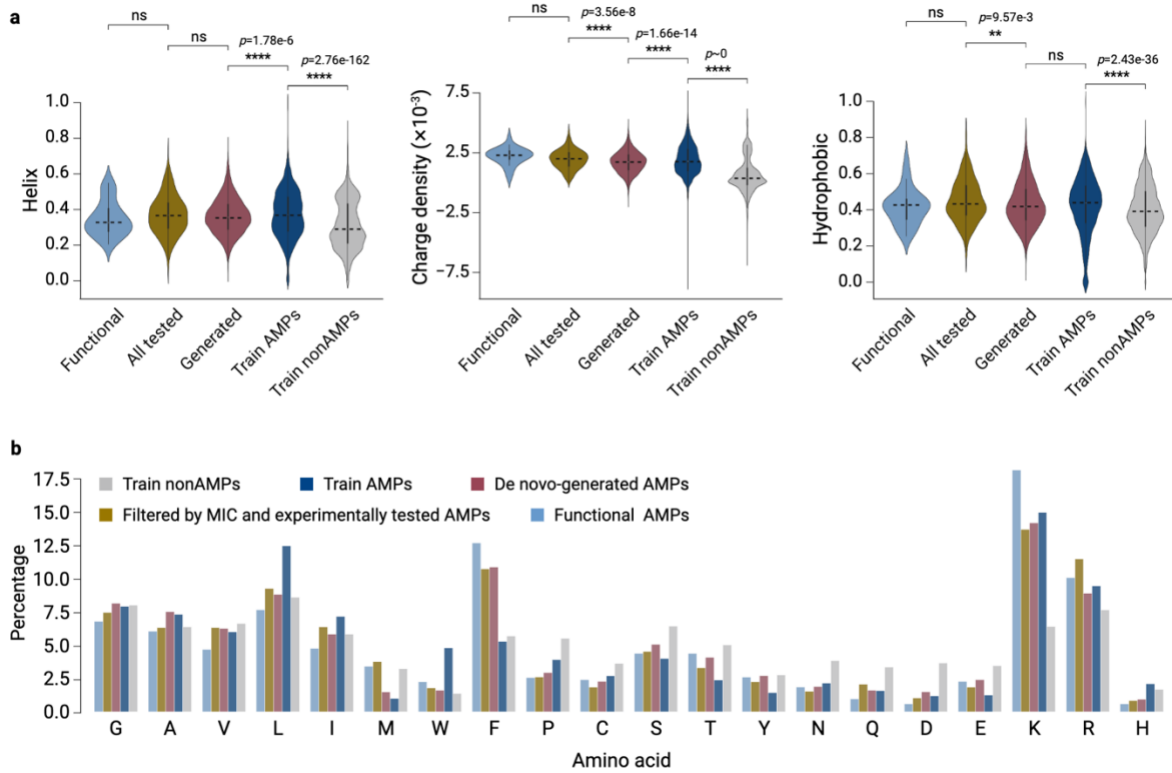 a
ns
ns
p=1.78e-6
****
p=2.76e-162
****
Helix
1.0
0.8
0.6
0.4
0.2
0.0
Functional
All tested
Generated
Train AMPs
Train nonAMPs
ns
p=3.56e-8
****
p=1.66e-14
****
p~0
****
Charge density (×10⁻³)
7.5
2.5
−2.5
−7.5
Functional
All tested
Generated
Train AMPs
Train nonAMPs
ns
p=9.57e-3
**
ns
p=2.43e-36
****
Hydrophobic
1.0
0.8
0.6
0.4
0.2
0.0
Functional
All tested
Generated
Train AMPs
Train nonAMPs
b
Percentage
17.5
15.0
12.5
10.0
7.5
5.0
2.5
0.0
Train nonAMPs
Train AMPs
De novo-generated AMPs
Filtered by MIC and experimentally tested AMPs
Functional AMPs
G A V L I M W F P C S T Y N Q D E K R H
Amino acid